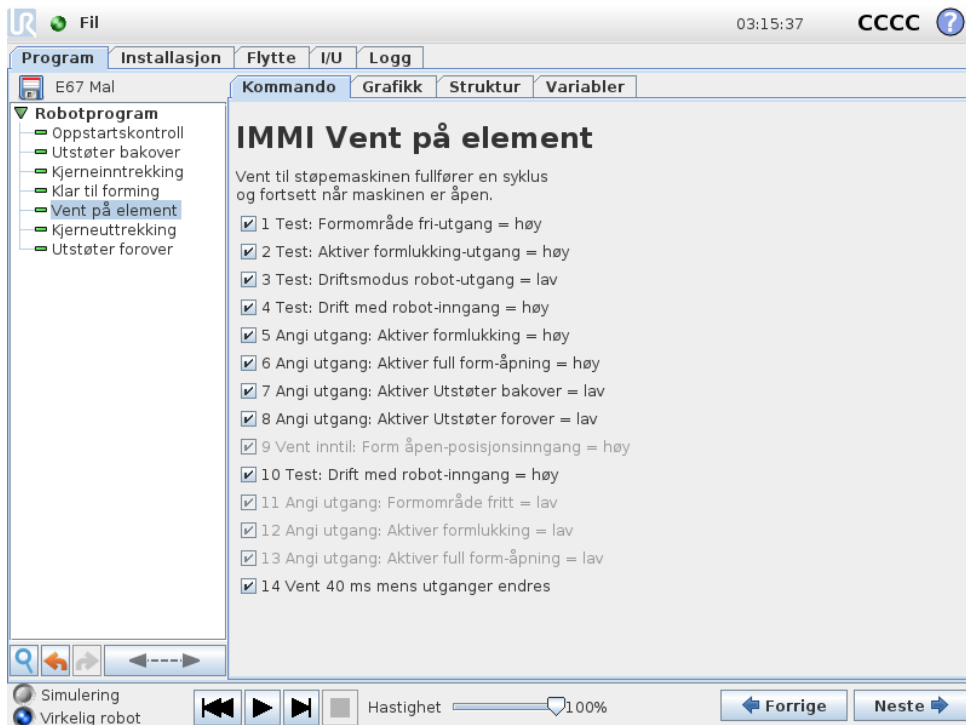 UR Fil 03:15:37 CCCC ?
Program Installasjon Flytte I/U Logg
E67 Mal Kommando Grafikk Struktur Variabler
Robotprogram
Oppstartskontroll
Utstøter bakover
Kjerneinntrekking
Klar til forming
Vent på element
Kjerneuttrekking
Utstøter forover
IMMI Vent på element
Vent til støpemaskinen fullfører en syklus
og fortsett når maskinen er åpen.
1 Test: Formområde fri-utgang = høy
2 Test: Aktiver formlukking-utgang = høy
3 Test: Driftsmodus robot-utgang = lav
4 Test: Drift med robot-inngang = høy
5 Angi utgang: Aktiver formlukking = høy
6 Angi utgang: Aktiver full form-åpning = høy
7 Angi utgang: Aktiver Utstøter bakover = lav
8 Angi utgang: Aktiver Utstøter forover = lav
9 Vent inntil: Form åpen-posisjonsinngang = høy
10 Test: Drift med robot-inngang = høy
11 Angi utgang: Formområde fritt = lav
12 Angi utgang: Aktiver formlukking = lav
13 Angi utgang: Aktiver full form-åpning = lav
14 Vent 40 ms mens utganger endres
Simulering
Virkelig robot
Hastighet 100%
Forrige Neste